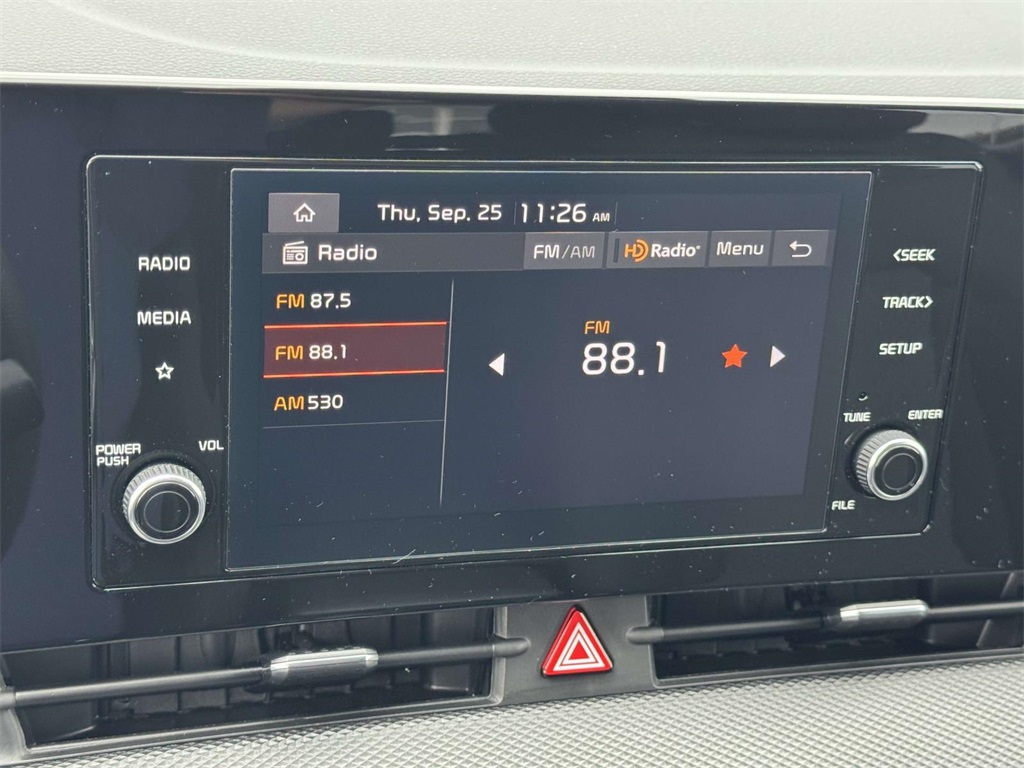 Thu, Sep. 25 11:26 AM
Radio FM/AM HD Radio Menu
FM 87.5
FM 88.1
AM 530
FM
88.1
RADIO
MEDIA
POWER
PUSH
VOL
<SEEK
TRACK>
SETUP
TUNE
ENTER
FILE